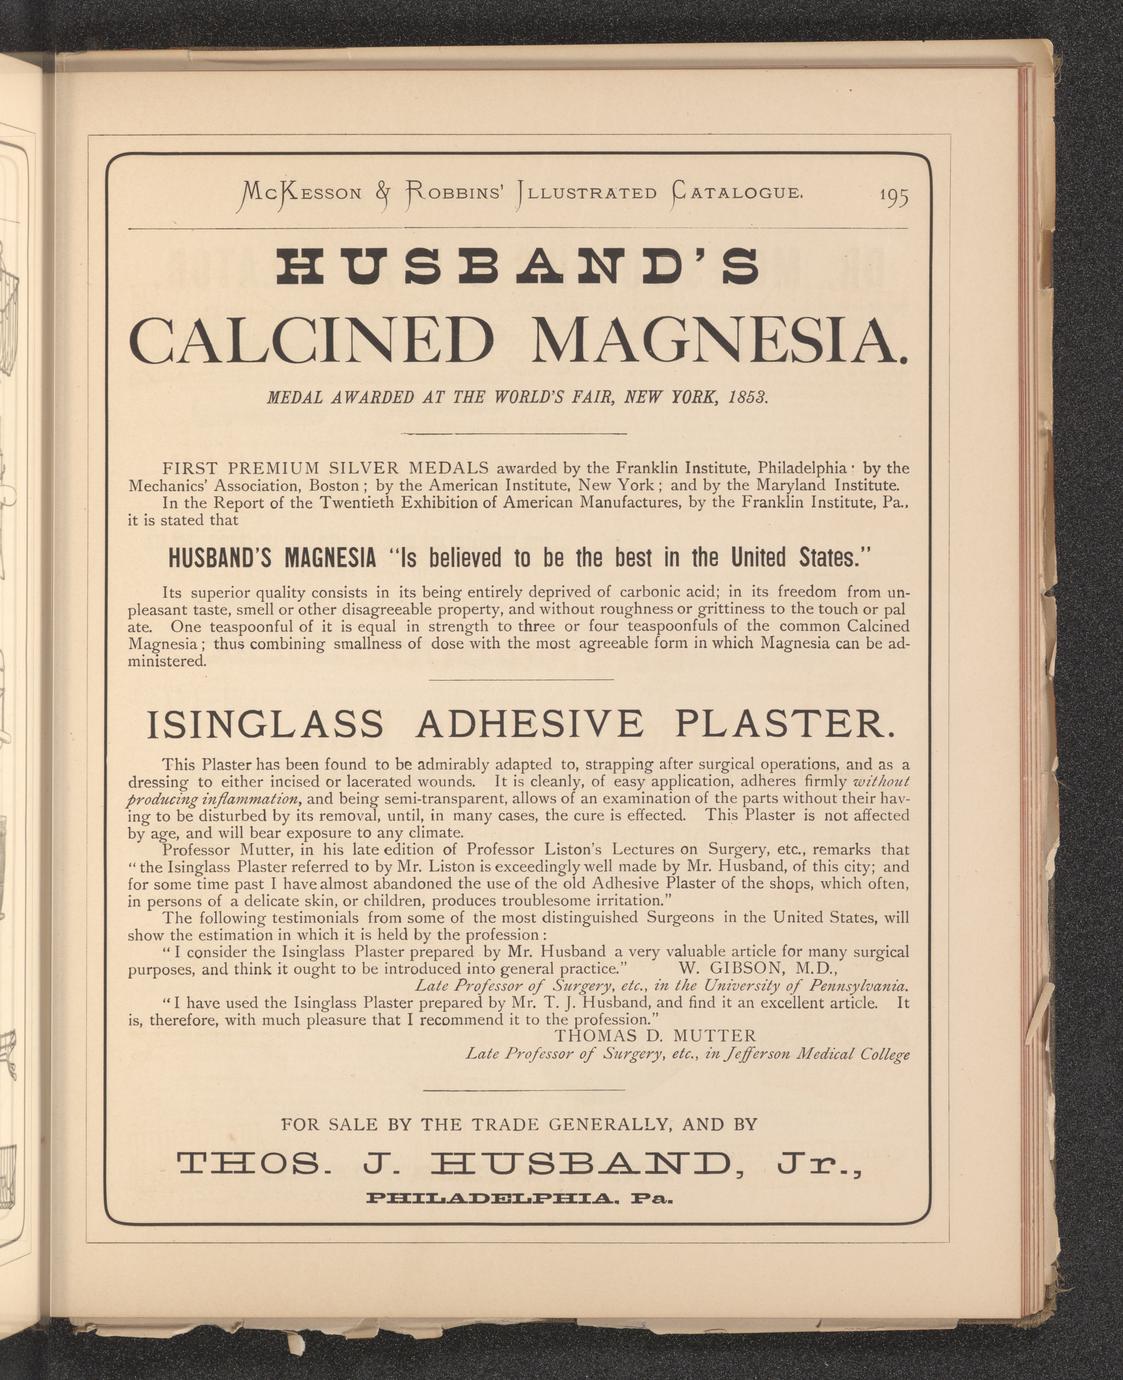 McKesson & Robbins' Illustrated Catalogue. 195
HUSBAND'S
CALCINED MAGNESIA.
MEDAL AWARDED AT THE WORLD'S FAIR, NEW YORK, 1853.
FIRST PREMIUM SILVER MEDALS awarded by the Franklin Institute, Philadelphia · by the
Mechanics' Association, Boston; by the American Institute, New York; and by the Maryland Institute.
In the Report of the Twentieth Exhibition of American Manufactures, by the Franklin Institute, Pa.,
it is stated that
HUSBAND'S MAGNESIA "Is believed to be the best in the United States."
Its superior quality consists in its being entirely deprived of carbonic acid; in its freedom from un-
pleasant taste, smell or other disagreeable property, and without roughness or grittiness to the touch or pal
ate. One teaspoonful of it is equal in strength to three or four teaspoonfuls of the common Calcined
Magnesia; thus combining smallness of dose with the most agreeable form in which Magnesia can be ad-
ministered.
ISINGLASS ADHESIVE PLASTER.
This Plaster has been found to be admirably adapted to, strapping after surgical operations, and as a
dressing to either incised or lacerated wounds. It is cleanly, of easy application, adheres firmly without
producing inflammation, and being semi-transparent, allows of an examination of the parts without their hav-
ing to be disturbed by its removal, until, in many cases, the cure is effected. This Plaster is not affected
by age, and will bear exposure to any climate.
Professor Mutter, in his late edition of Professor Liston's Lectures on Surgery, etc., remarks that
"the Isinglass Plaster referred to by Mr. Liston is exceedingly well made by Mr. Husband, of this city; and
for some time past I have almost abandoned the use of the old Adhesive Plaster of the shops, which often,
in persons of a delicate skin, or children, produces troublesome irritation."
The following testimonials from some of the most distinguished Surgeons in the United States, will
show the estimation in which it is held by the profession:
"I consider the Isinglass Plaster prepared by Mr. Husband a very valuable article for many surgical
purposes, and think it ought to be introduced into general practice." W. GIBSON, M.D.,
Late Professor of Surgery, etc., in the University of Pennsylvania.
"I have used the Isinglass Plaster prepared by Mr. T. J. Husband, and find it an excellent article. It
is, therefore, with much pleasure that I recommend it to the profession."
THOMAS D. MUTTER
Late Professor of Surgery, etc., in Jefferson Medical College
FOR SALE BY THE TRADE GENERALLY, AND BY
THOS. J. HUSBAND, Jr.,
PHILADELPHIA. Pa.